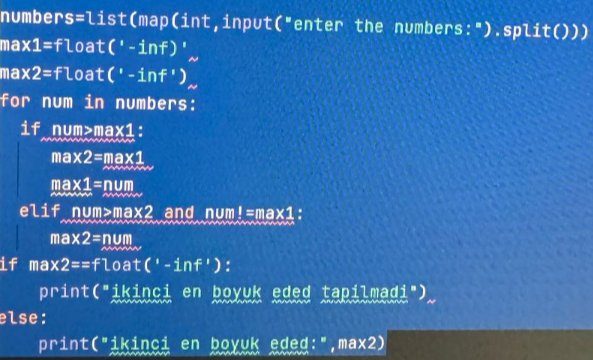 numbers=list(map(int,input("enter the numbers:").split()))
max1=float('-inf)'
max2=float('-inf')
for num in numbers:
if num>max1:
max2=max1
max1=num
elif num>max2 and num!=max1:
max2=num
if max2==float('-inf'):
print("ikinci en boyuk eded tapilmadi")
else:
print("ikinci en boyuk eded:",max2)